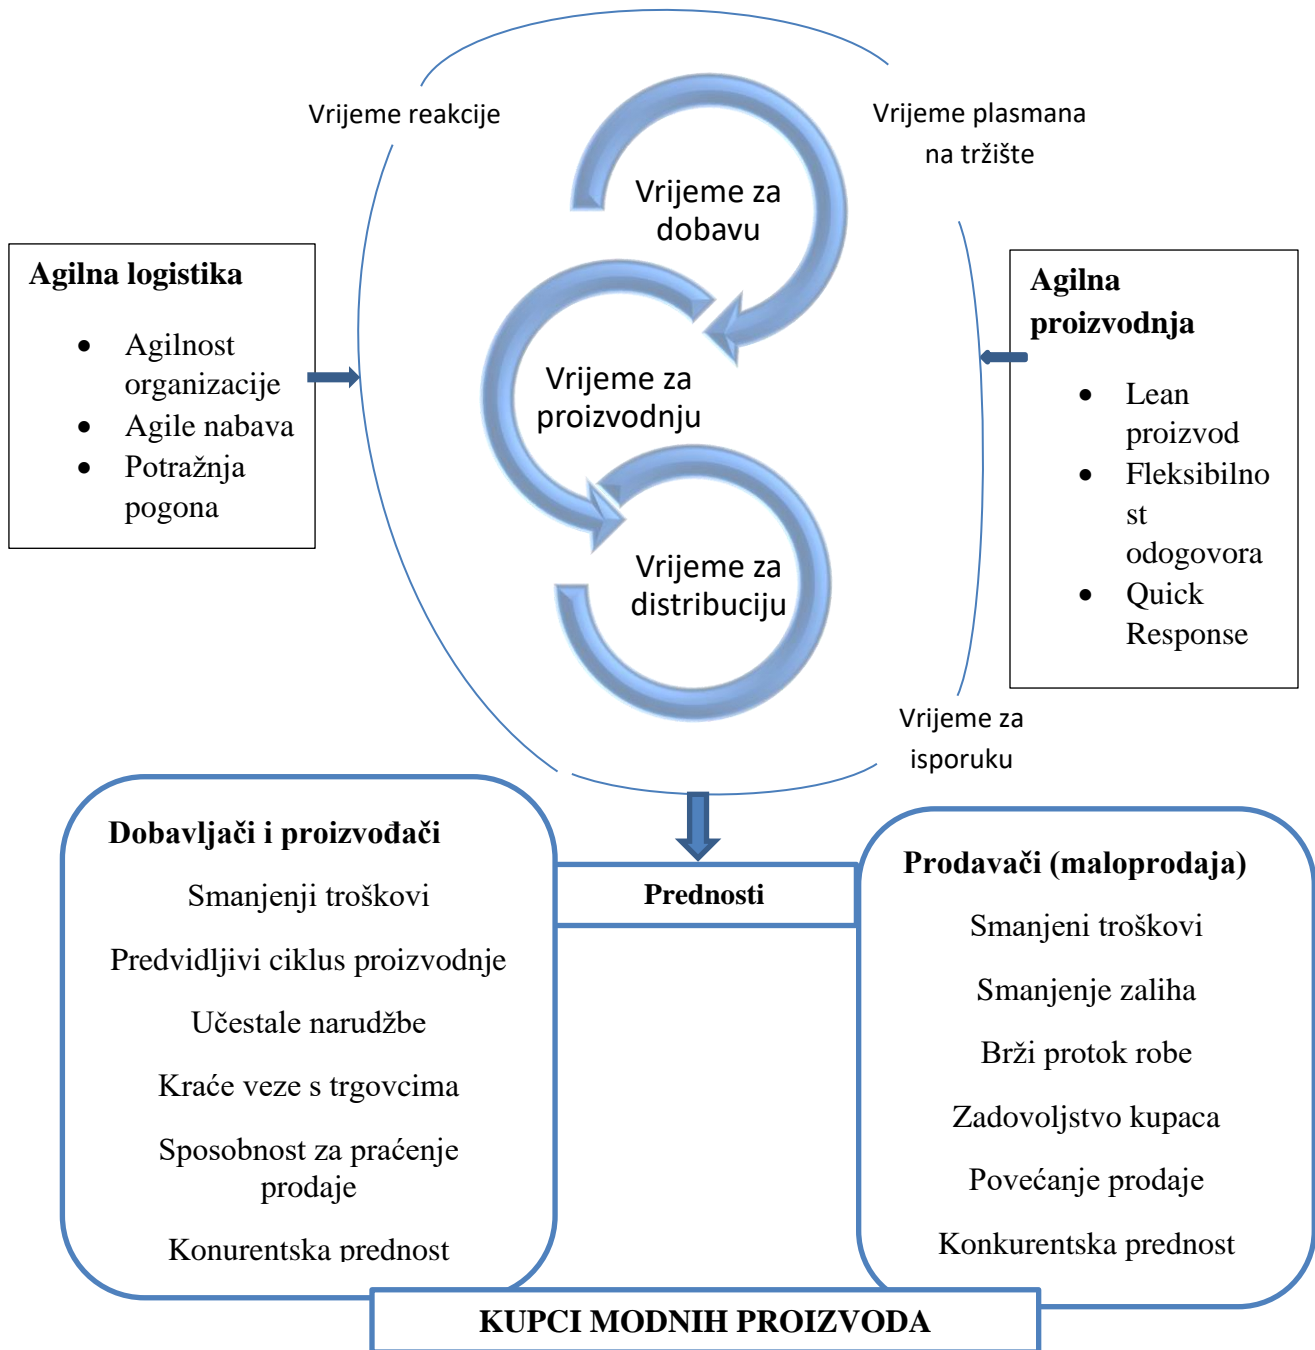 Vrijeme reakcije
Vrijeme plasmana
na tržište
Vrijeme za
dobavu
Agilna logistika
• Agilnost
organizacije
• Agile nabava
• Potražnja
pogona
Vrijeme za
proizvodnju
Agilna
proizvodnja
• Lean
proizvod
• Fleksibilno
st
odogovora
• Quick
Response
Vrijeme za
distribuciju
Vrijeme za
isporuku
Dobavljači i proizvođači
Smanjenji troškovi
Predvidljivi ciklus proizvodnje
Učestale narudžbe
Kraće veze s trgovcima
Sposobnost za praćenje
prodaje
Konurentska prednost
Prednosti
Prodavači (maloprodaja)
Smanjeni troškovi
Smanjenje zaliha
Brži protok robe
Zadovoljstvo kupaca
Povećanje prodaje
Konkurentska prednost
KUPCI MODNIH PROIZVODA